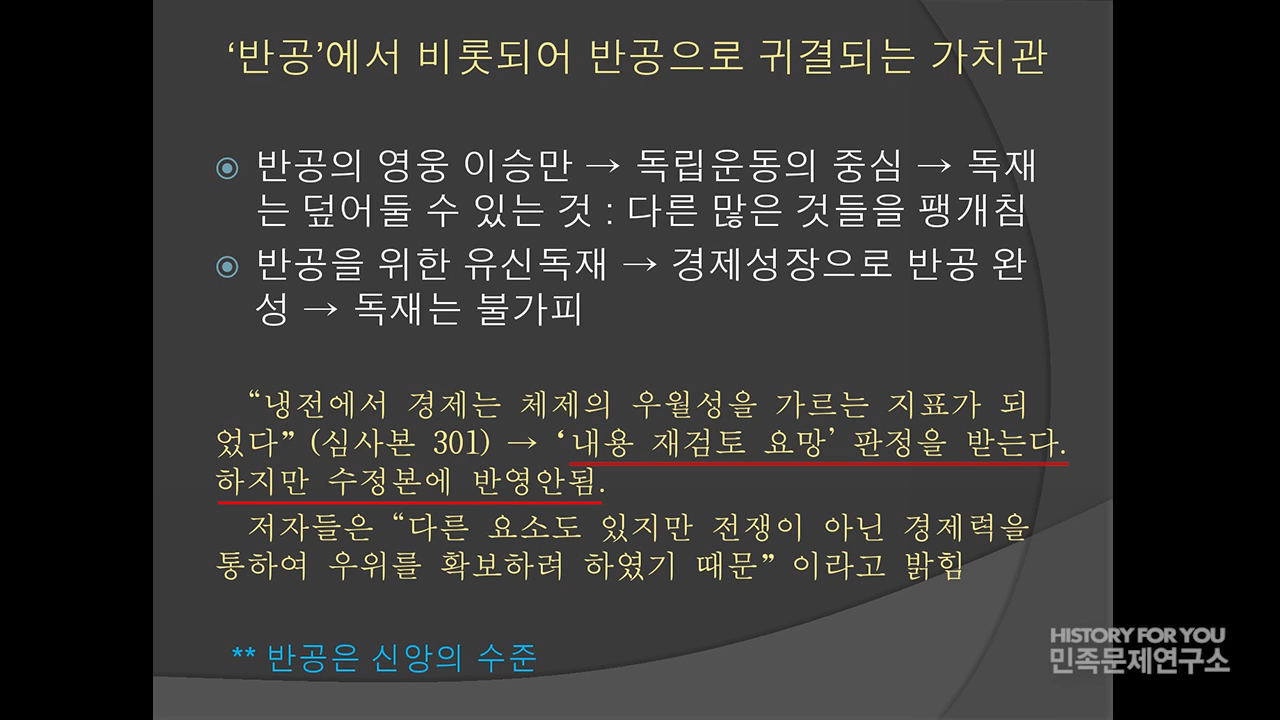 ‘반공’에서 비롯되어 반공으로 귀결되는 가치관
반공의 영웅 이승만 → 독립운동의 중심 → 독재
는 덮어둘 수 있는 것 : 다른 많은 것들을 팽개침
반공을 위한 유신독재 → 경제성장으로 반공 완
성 → 독재는 불가피
“냉전에서 경제는 체제의 우월성을 가르는 지표가 되
었다” (심사본 301) → ‘내용 재검토 요망’ 판정을 받는다.
하지만 수정본에 반영안됨.
저자들은 “다른 요소도 있지만 전쟁이 아닌 경제력을
통하여 우위를 확보하려 하였기 때문” 이라고 밝힘
** 반공은 신앙의 수준
HISTORY FOR YOU
민족문제연구소